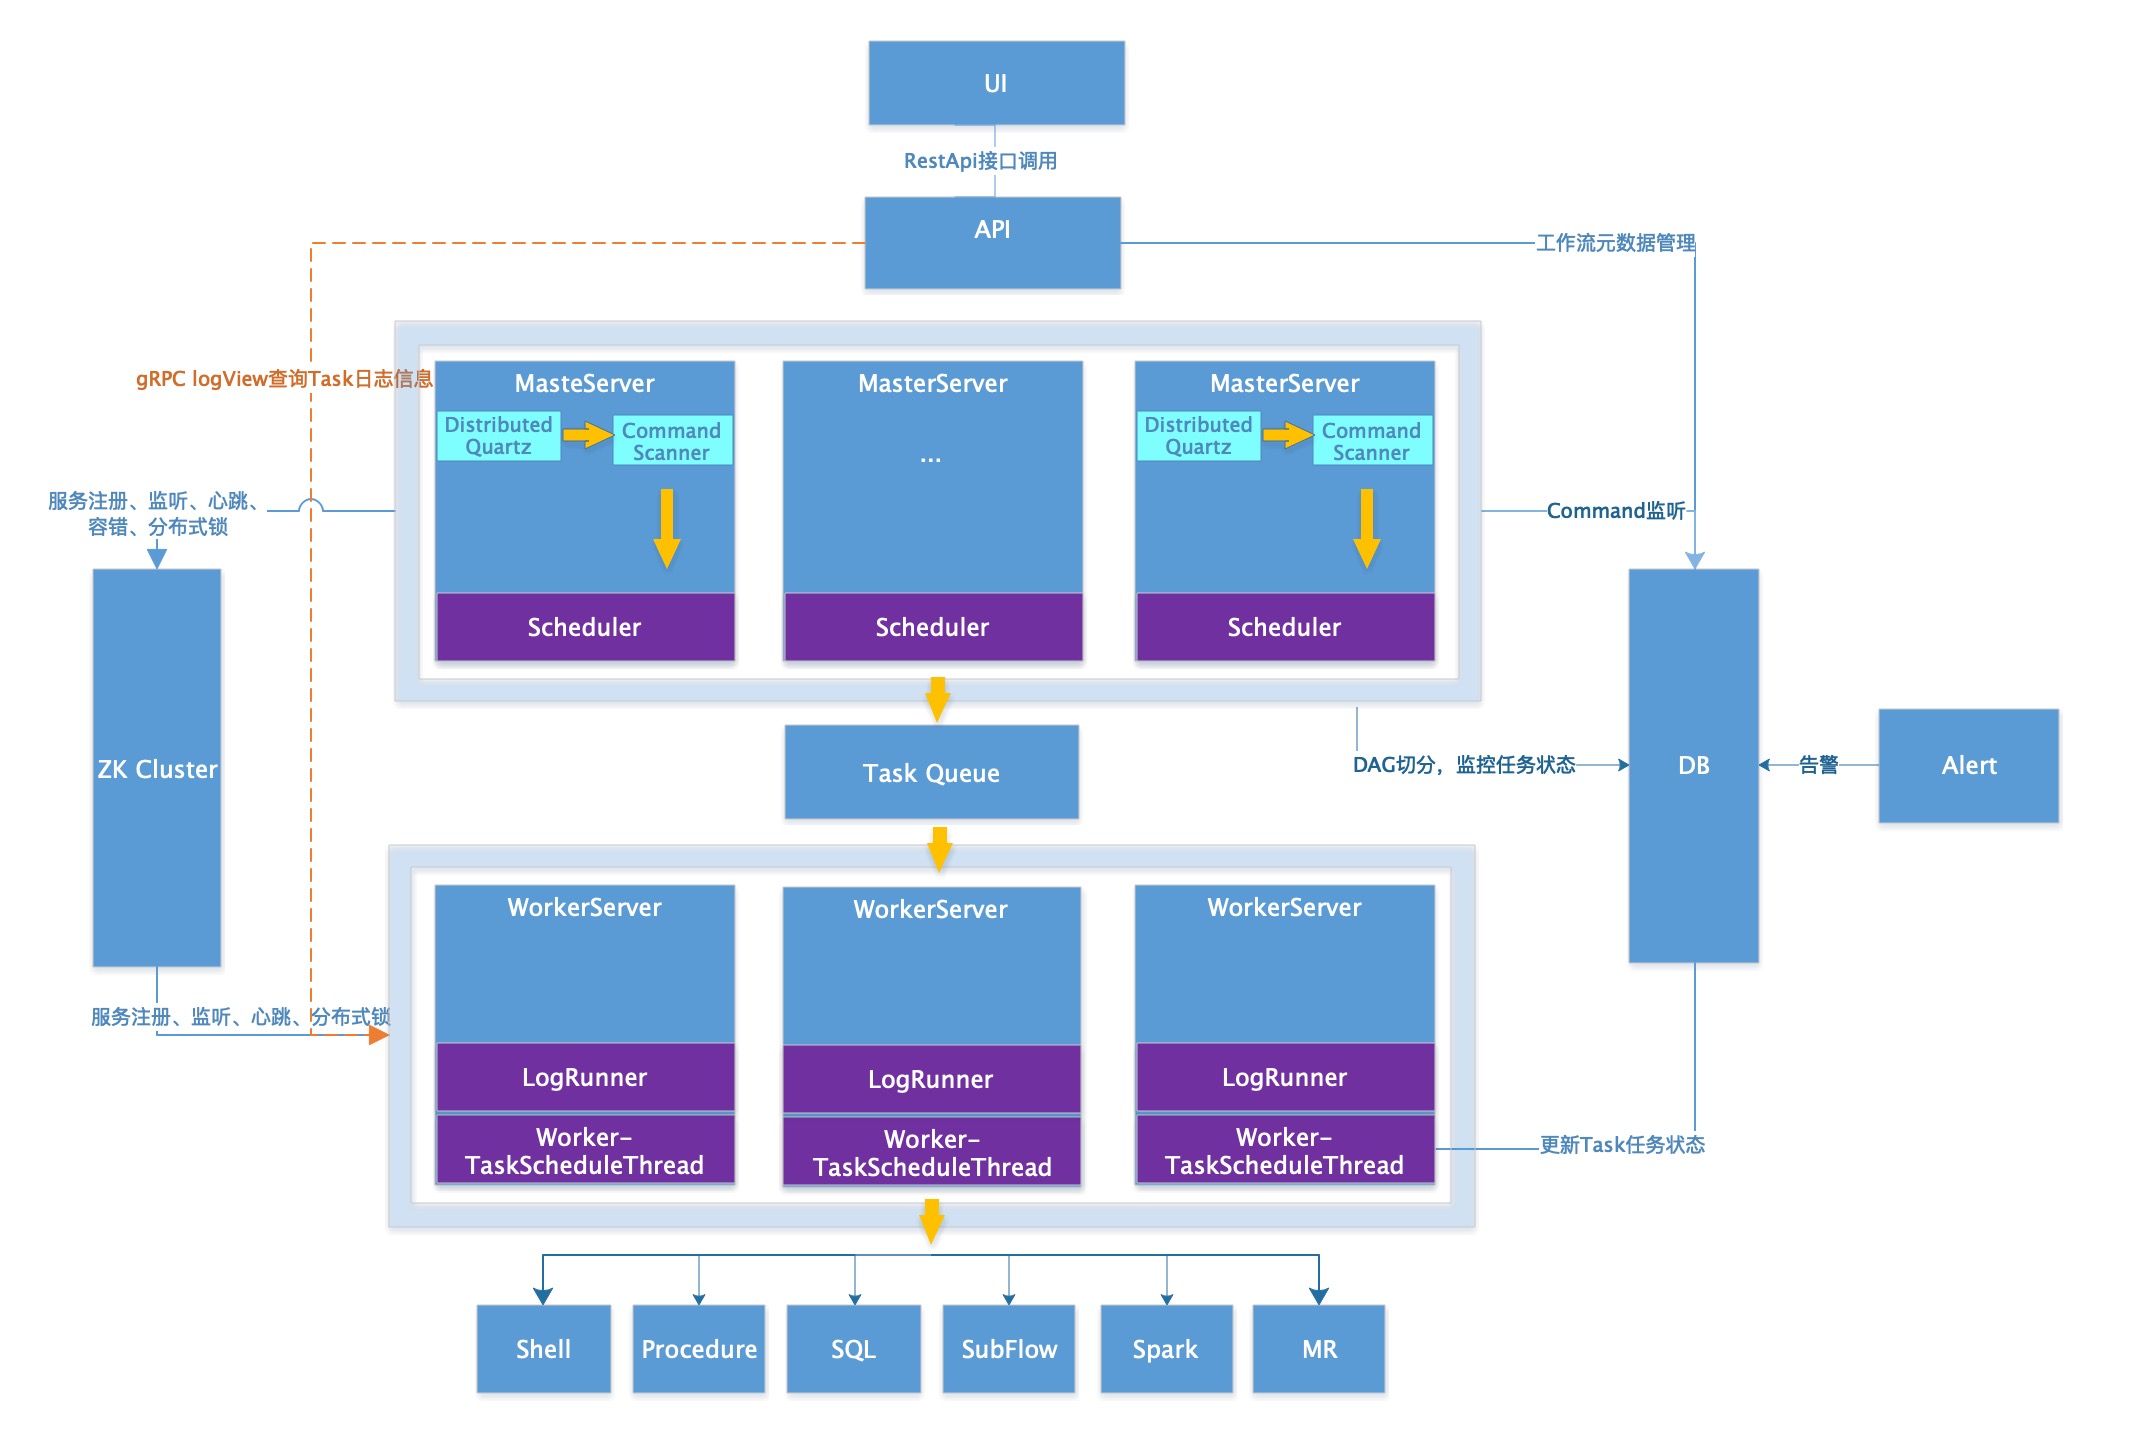 UI
RestApi接口调用
API
工作流元数据管理
gRPC logView查询Task日志信息
MasteServer
Distributed
Quartz
Command
Scanner
Scheduler
MasterServer
...
Scheduler
MasterServer
Distributed
Quartz
Command
Scanner
Scheduler
服务注册、监听、心跳、
容错、分布式锁
Command监听
ZK Cluster
Task Queue
DAG切分，监控任务状态
DB
告警
Alert
服务注册、监听、心跳、分布式锁
WorkerServer
LogRunner
Worker-
TaskScheduleThread
WorkerServer
LogRunner
Worker-
TaskScheduleThread
WorkerServer
LogRunner
Worker-
TaskScheduleThread
更新Task任务状态
Shell
Procedure
SQL
SubFlow
Spark
MR